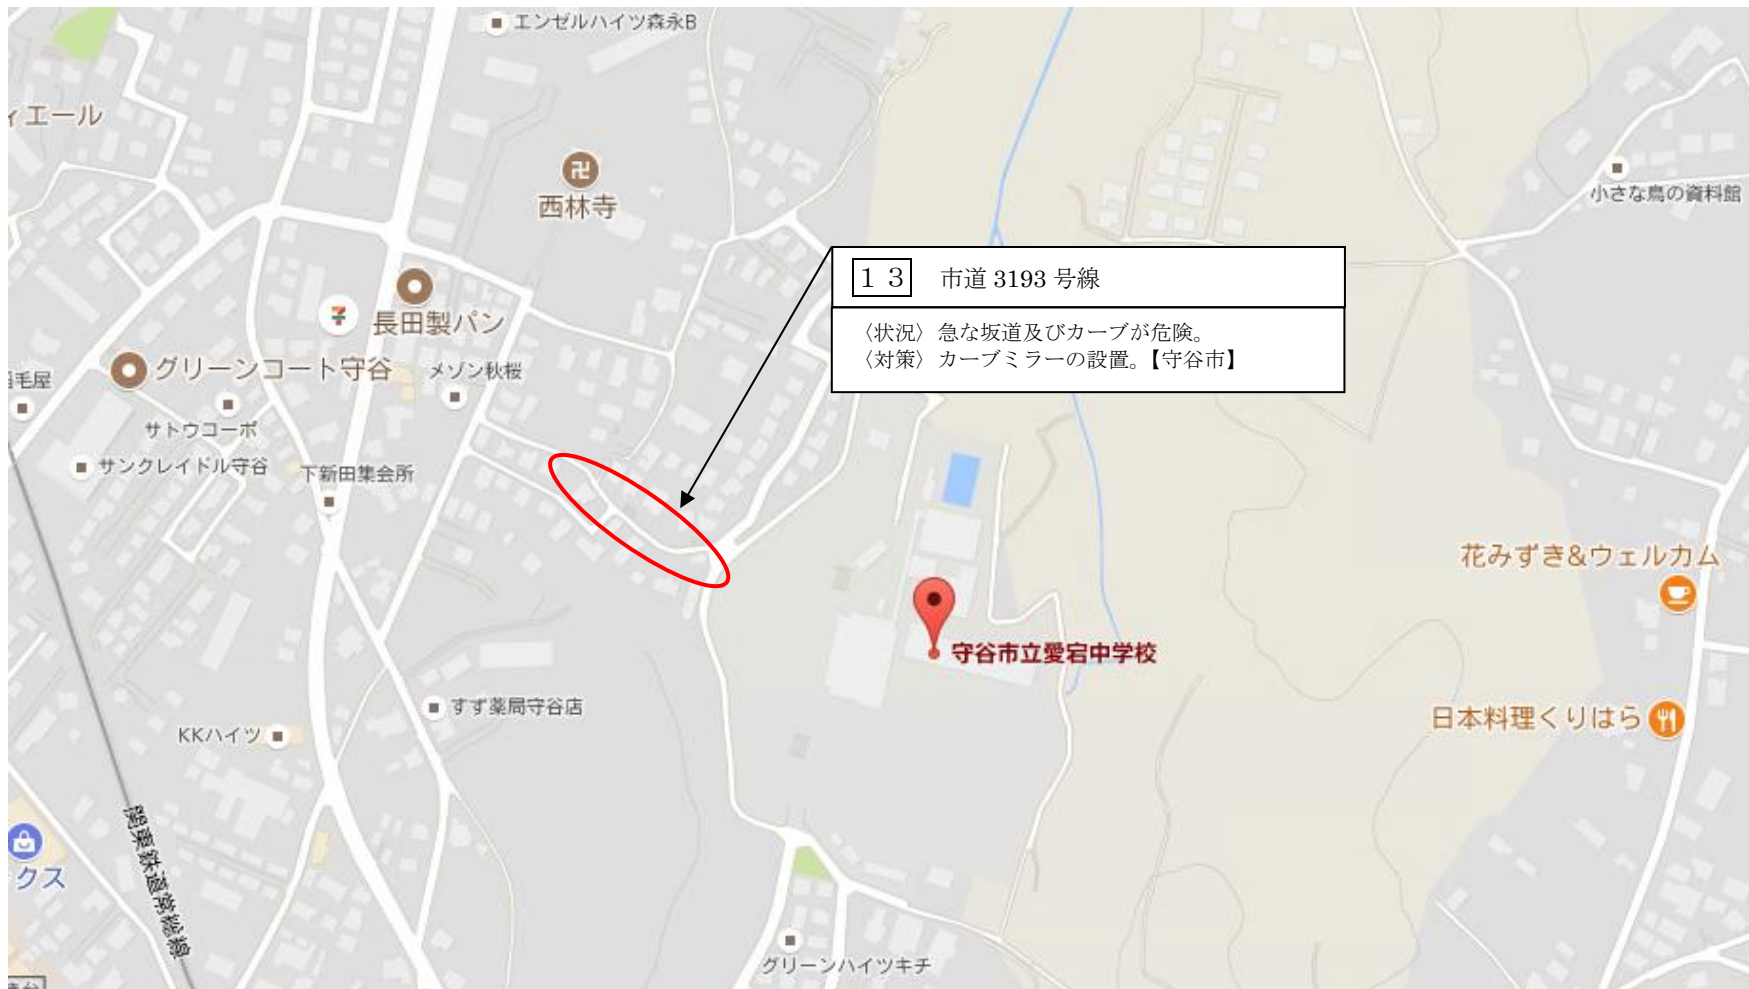 エンゼルハイツ森永B
ィエール
西林寺
小さな鳥の資料館
１３ 市道 3193 号線
〈状況〉急な坂道及びカーブが危険。
〈対策〉カーブミラーの設置。【守谷市】
長田製パン
グリーンコート守谷
メゾン秋桜
毛屋
サトウコーポ
サンクレイドル守谷
下新田集会所
花みずき&ウェルカム
守谷市立愛宕中学校
すず薬局守谷店
日本料理くりはら
KKハイツ
関東鉄道常総線
クス
グリーンハイツキチ